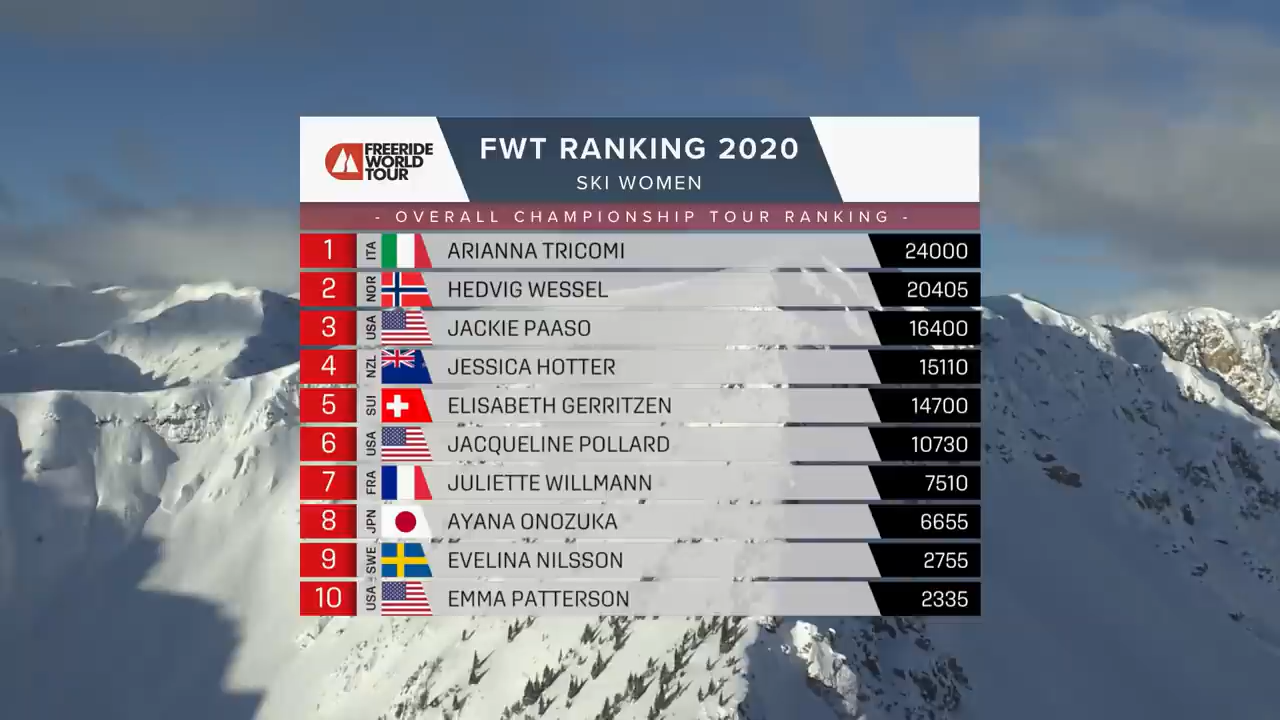 FREERIDE
WORLD
TOUR
FWT RANKING 2020
SKI WOMEN
- OVERALL CHAMPIONSHIP TOUR RANKING -
1 ITA ARIANNA TRICOMI 24000
2 NOR HEDVIG WESSEL 20405
3 USA JACKIE PAASO 16400
4 NZL JESSICA HOTTER 15110
5 SUI ELISABETH GERRITZEN 14700
6 USA JACQUELINE POLLARD 10730
7 FRA JULIETTE WILLMANN 7510
8 JPN AYANA ONOZUKA 6655
9 SWE EVELINA NILSSON 2755
10 USA EMMA PATTERSON 2335